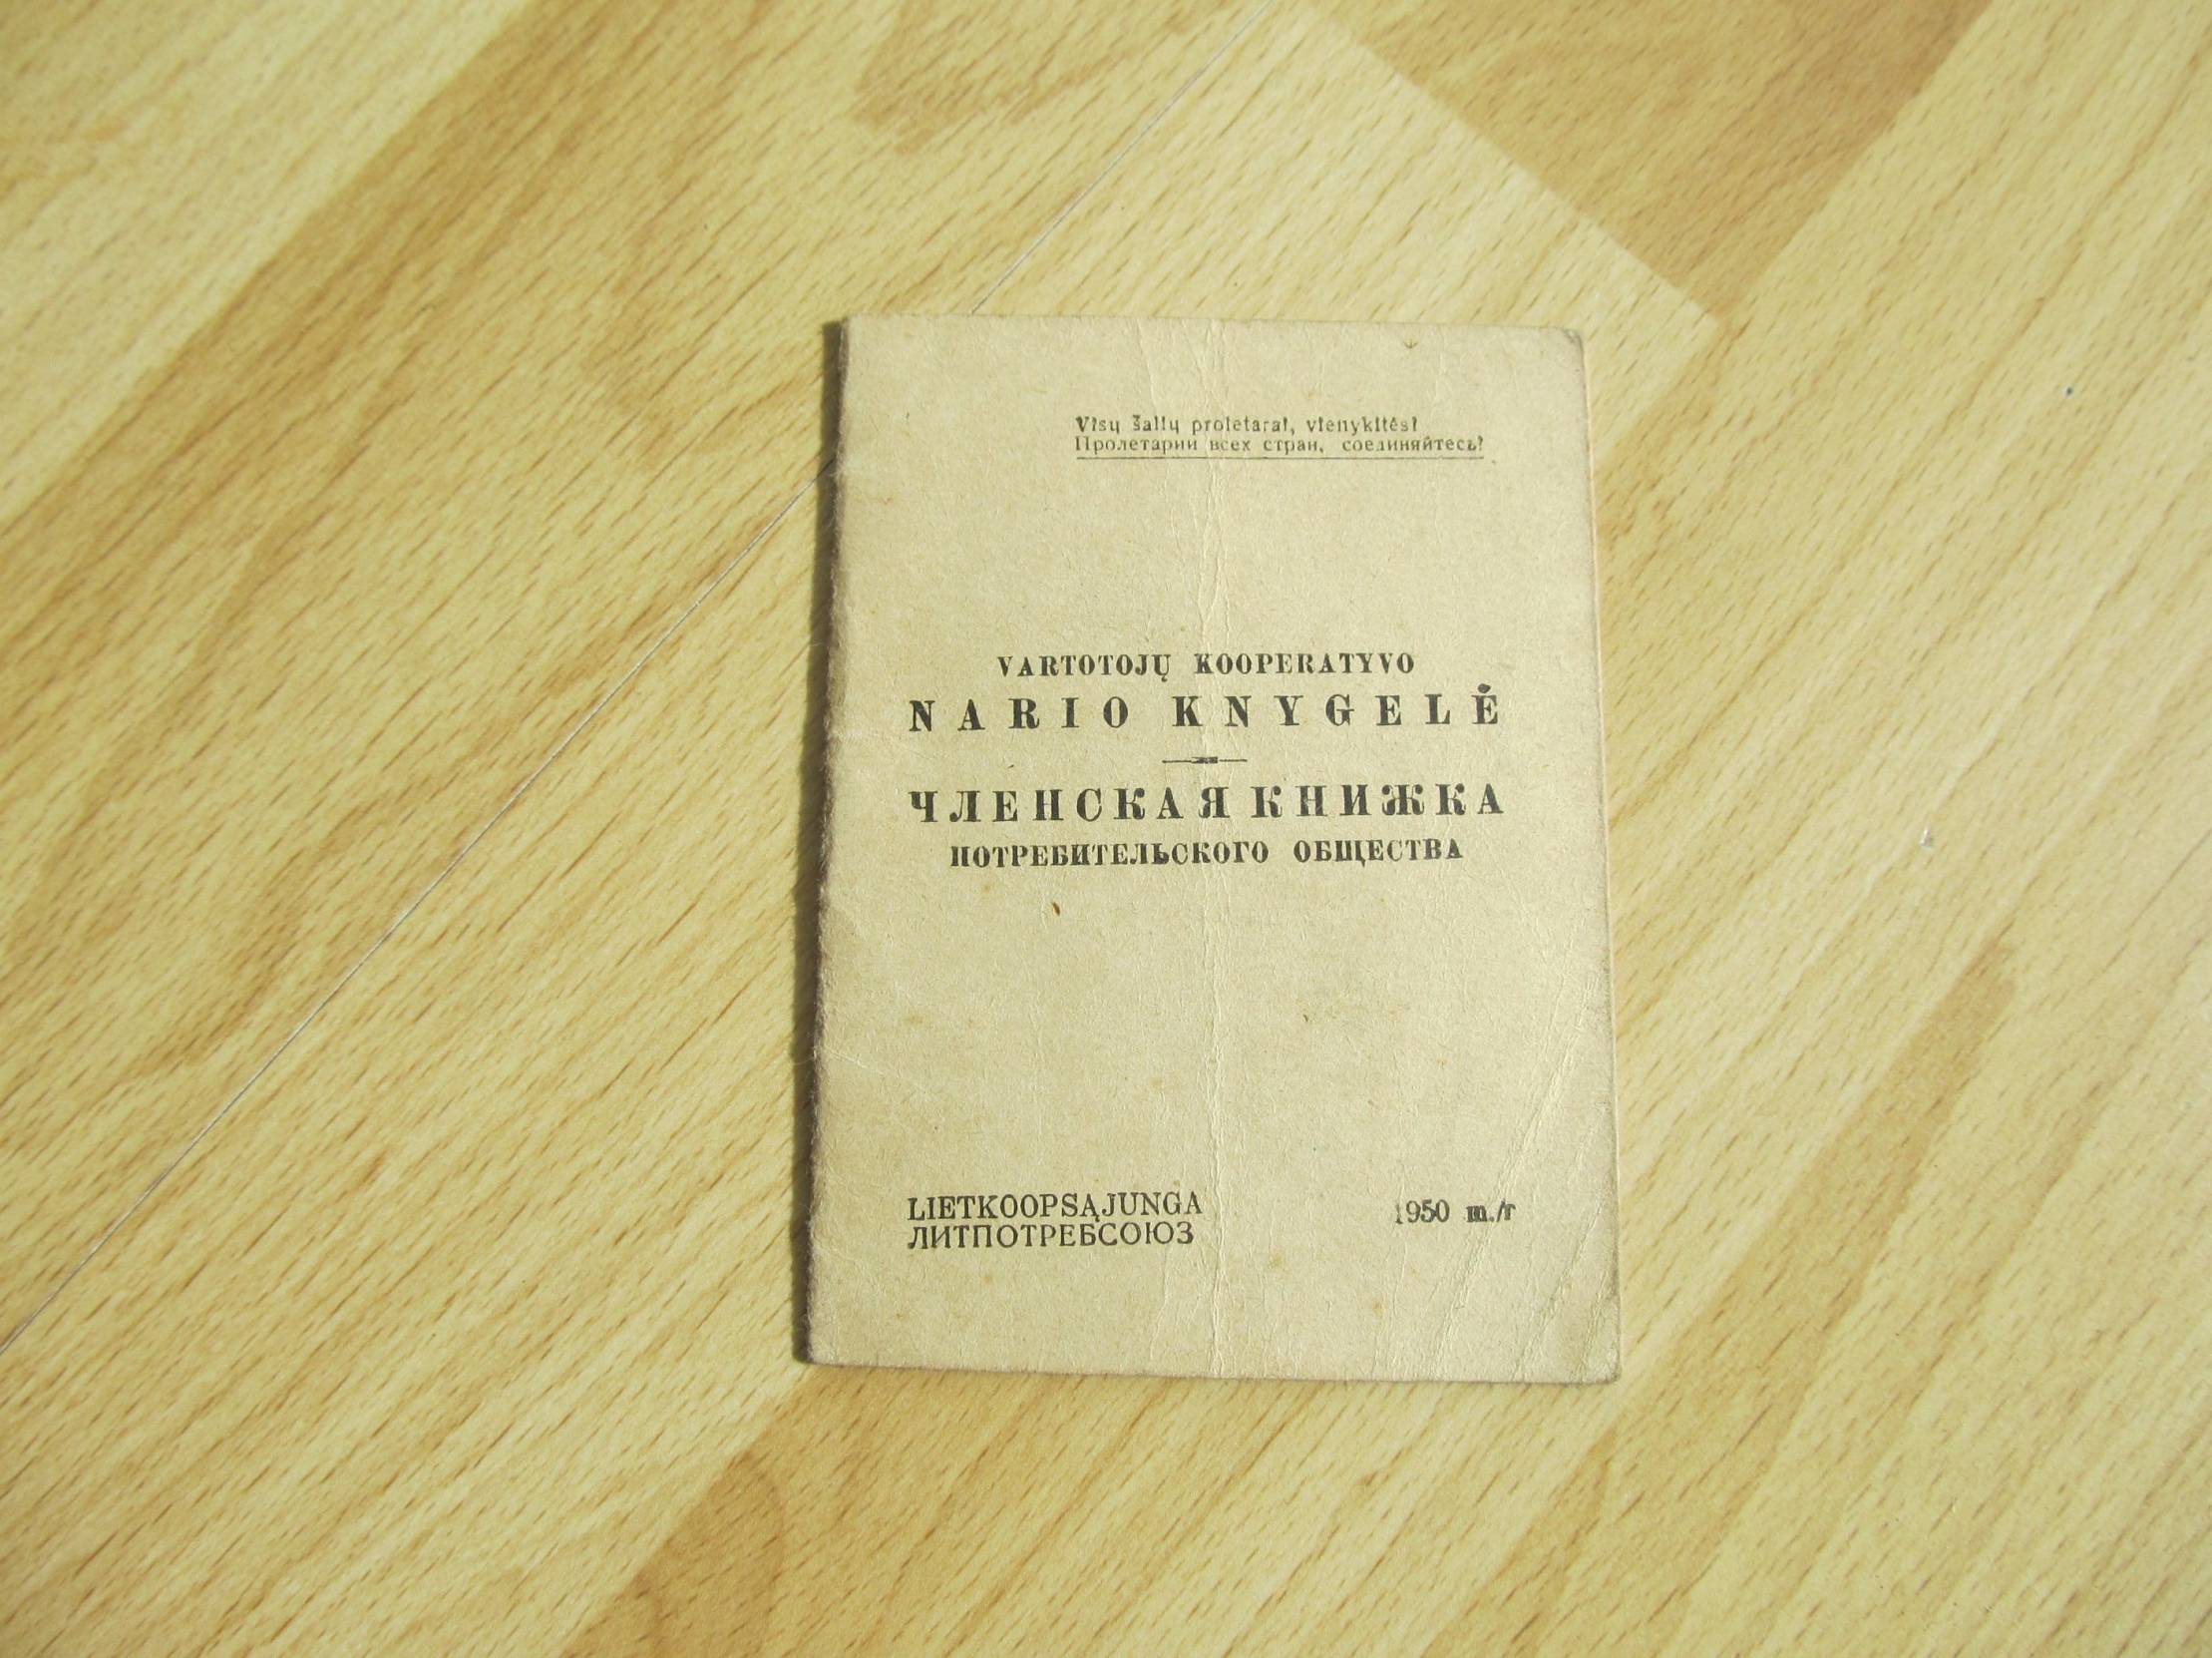 Visų šalių proletarai, vienykitės!
Пролетарии всех стран, соединяйтесь!
VARTOTOJŲ KOOPERATYVO
NARIO KNYGELĖ
ЧЛЕНСКАЯ КНИЖКА
ПОТРЕБИТЕЛЬСКОГО ОБЩЕСТВА
LIETKOOPSĄJUNGA
ЛИТПОТРЕБСОЮЗ
1950 m./г